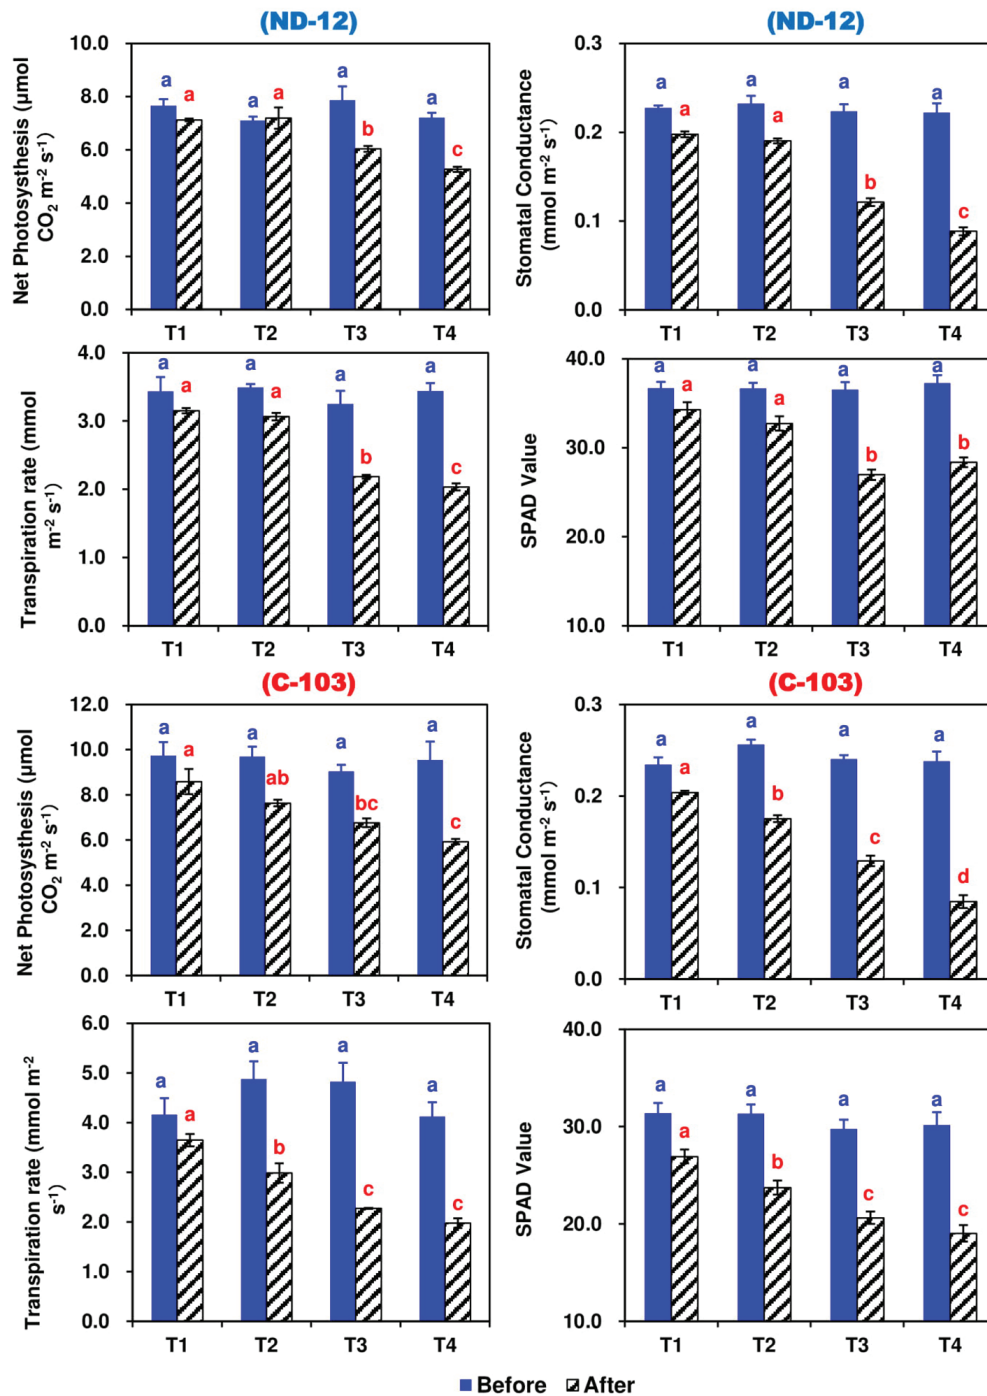 (ND-12)
Net Photosysthesis (µmol
CO2 m-2 s-1)
10.0
8.0
6.0
4.0
2.0
0.0
a a a a a b a c
T1 T2 T3 T4
(ND-12)
Stomatal Conductance
(mmol m-2 s-1)
0.3
0.2
0.1
0.0
a a a a a b a c
T1 T2 T3 T4
Transpiration rate (mmol
m-2 s-1)
4.0
3.0
2.0
1.0
0.0
a a a a a b a c
T1 T2 T3 T4
SPAD Value
40.0
30.0
20.0
10.0
a a a a a b a b
T1 T2 T3 T4
(C-103)
Net Photosysthesis (µmol
CO2 m-2 s-1)
12.0
10.0
8.0
6.0
4.0
2.0
0.0
a a a ab a bc a c
T1 T2 T3 T4
(C-103)
Stomatal Conductance
(mmol m-2 s-1)
0.3
0.2
0.1
0.0
a a a b a c a d
T1 T2 T3 T4
Transpiration rate (mmol m-2
s-1)
6.0
5.0
4.0
3.0
2.0
1.0
0.0
a a a b a c a c
T1 T2 T3 T4
SPAD Value
40.0
30.0
20.0
10.0
a a a b a c a c
T1 T2 T3 T4
Before After